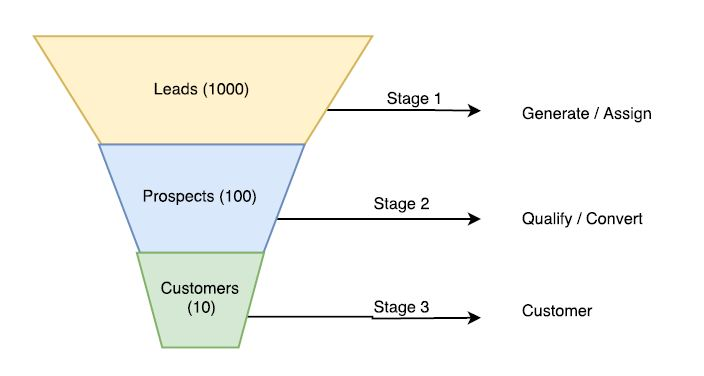 Leads (1000)
Stage 1
Generate / Assign
Prospects (100)
Stage 2
Qualify / Convert
Customers
(10)
Stage 3
Customer